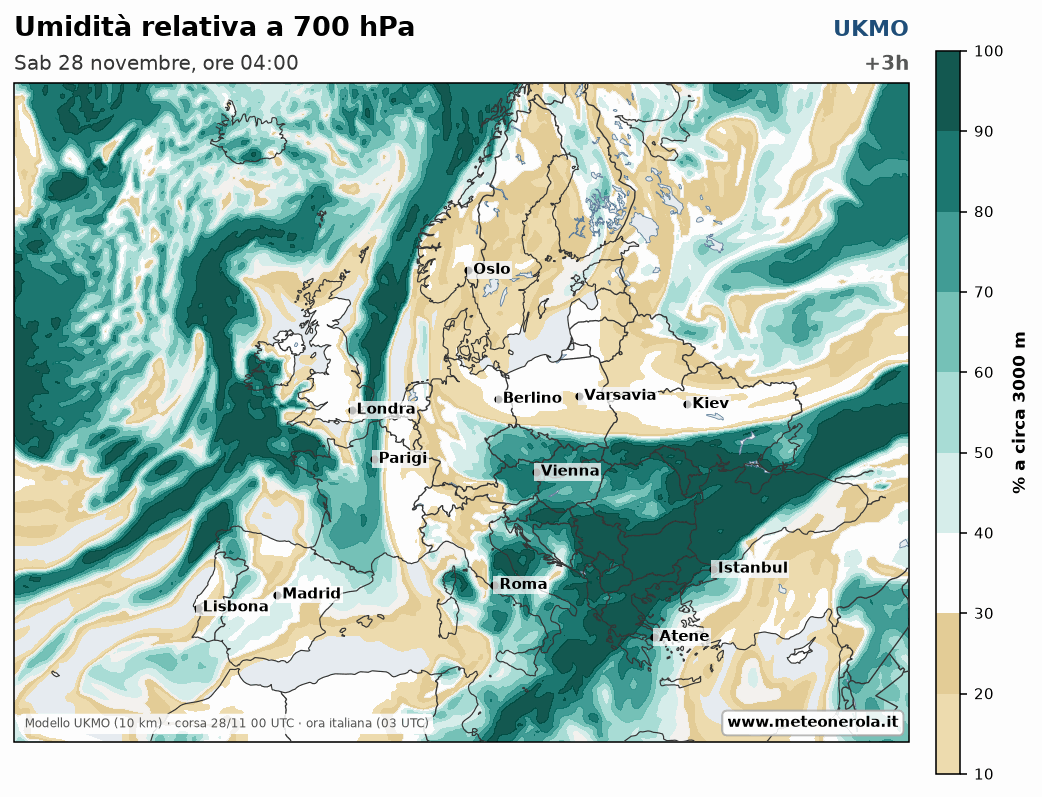 Umidità relativa a 700 hPa
UKMO
Sab 28 novembre, ore 04:00
+3h
100
90
80
70
60
50
40
30
20
10
% a circa 3000 m
Oslo
Berlino
Varsavia
Kiev
Londra
Parigi
Vienna
Istanbul
Roma
Madrid
Lisbona
Atene
Modello UKMO (10 km) · corsa 28/11 00 UTC · ora italiana (03 UTC)
www.meteonerola.it